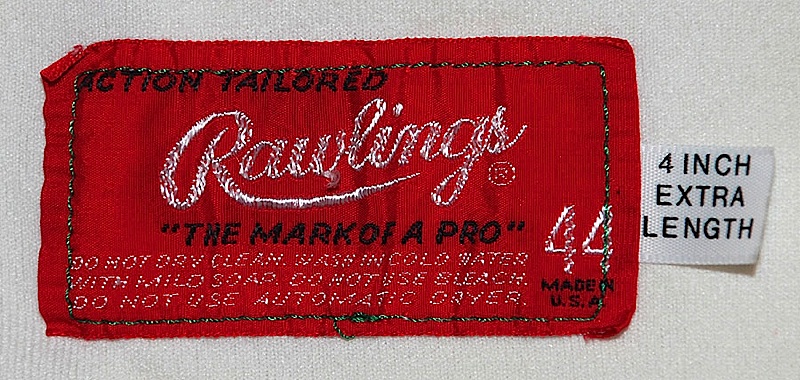 ACTION TAILORED
Rawlings ®
"THE MARK OF A PRO"
44
DO NOT DRY CLEAN. WASH IN COLD WATER
WITH MILD SOAP. DO NOT USE BLEACH.
DO NOT USE AUTOMATIC DRYER.
MADE IN
U.S.A.
4 INCH
EXTRA
LENGTH